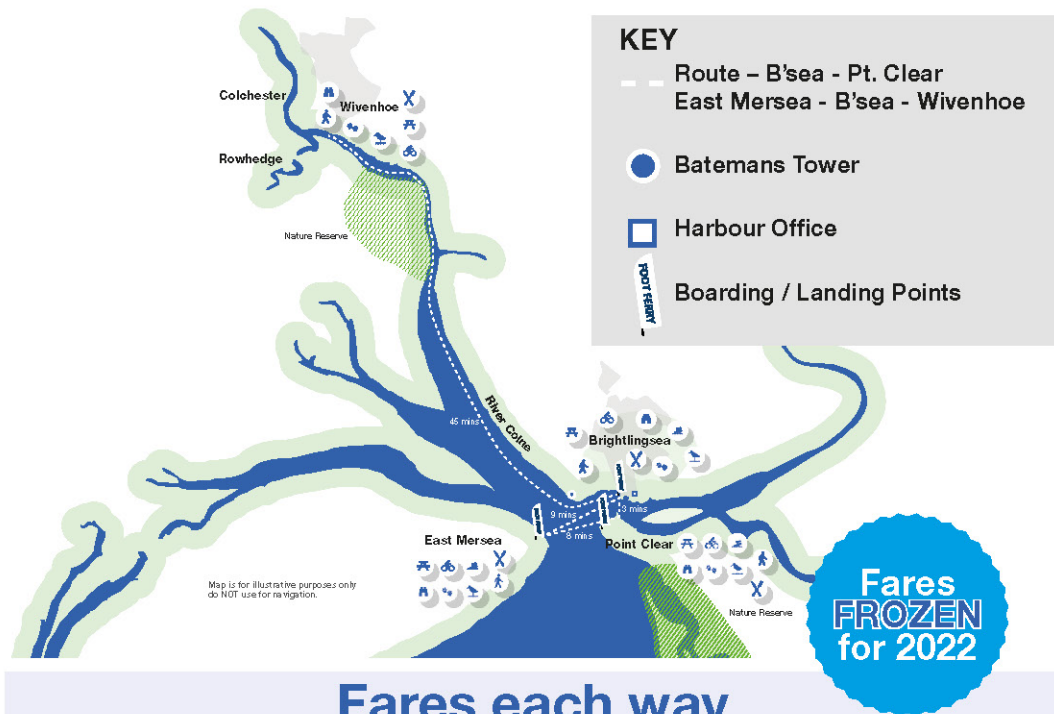 KEY
Route – B'sea - Pt. Clear
East Mersea - B'sea - Wivenhoe
Batemans Tower
Harbour Office
FOOT FERRY
Boarding / Landing Points
Colchester
Wivenhoe
Rowhedge
Nature Reserve
River Colne
45 mins
Brightlingsea
9 mins
3 mins
8 mins
East Mersea
Point Clear
Map is for illustrative purposes only
do NOT use for navigation.
Nature Reserve
Fares
FROZEN
for 2022
Fares each way